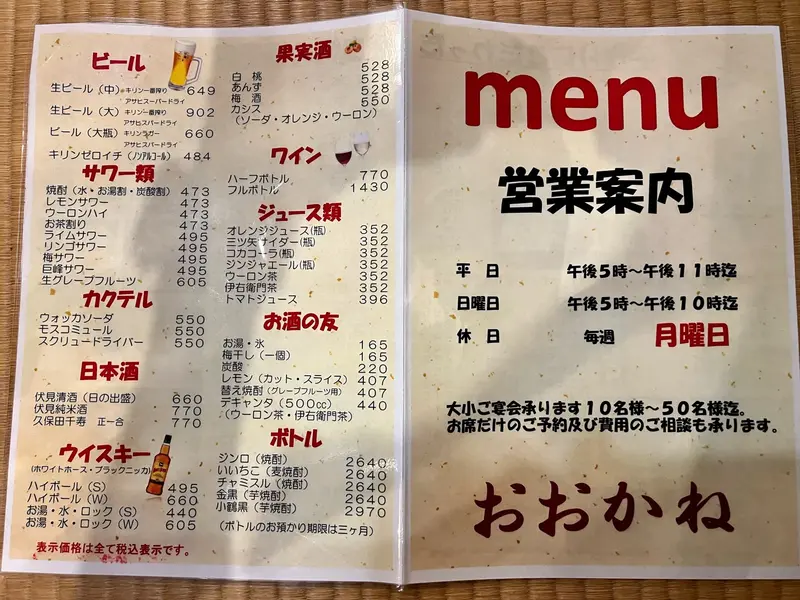 ビール
生ビール（中）キリン一番搾り 649
アサヒスーパードライ
生ビール（大）キリン一番搾り 902
アサヒスーパードライ
ビール（大瓶）キリンラガー 660
アサヒスーパードライ
キリンゼロイチ（ノンアルコール） 484
サワー類
焼酎（水・お湯割・炭酸割） 473
レモンサワー 473
ウーロンハイ 473
お茶割り 473
ライムサワー 495
リンゴサワー 495
梅サワー 495
巨峰サワー 495
生グレープフルーツ 605
カクテル
ウォッカソーダ 550
モスコミュール 550
スクリュードライバー 550
日本酒
伏見清酒（日の出盛） 660
伏見純米酒 770
久保田千寿 正一合 770
ウイスキー
（ホワイトホース・ブラックニッカ）
ハイボール（S） 495
ハイボール（W） 660
お湯・水・ロック（S） 440
お湯・水・ロック（W） 605
表示価格は全て税込表示です。
果実酒
白桃 528
あんず 528
梅酒 528
カシス 550
（ソーダ・オレンジ・ウーロン）
ワイン
ハーフボトル 770
フルボトル 1430
ジュース類
オレンジジュース（瓶） 352
三ツ矢サイダー（瓶） 352
コカコーラ（瓶） 352
ジンジャエール（瓶） 352
ウーロン茶 352
伊右衛門茶 352
トマトジュース 396
お酒の友
お湯・氷 165
梅干し（一個） 165
炭酸 220
レモン（カット・スライス） 407
替え焼酎（グレープフルーツ用） 407
デキャンタ（500cc） 440
（ウーロン茶・伊右衛門茶）
ボトル
ジンロ（焼酎） 2640
いいちこ（麦焼酎） 2640
チャミスル（焼酎） 2640
金黒（芋焼酎） 2640
小鶴黒（芋焼酎） 2970
（ボトルのお預かり期限は三ヶ月）
menu
営業案内
平日 午後5時〜午後11時迄
日曜日 午後5時〜午後10時迄
休日 毎週 月曜日
大小ご宴会承ります10名様〜50名様迄。
お席だけのご予約及び費用のご相談も承ります。
おおかね